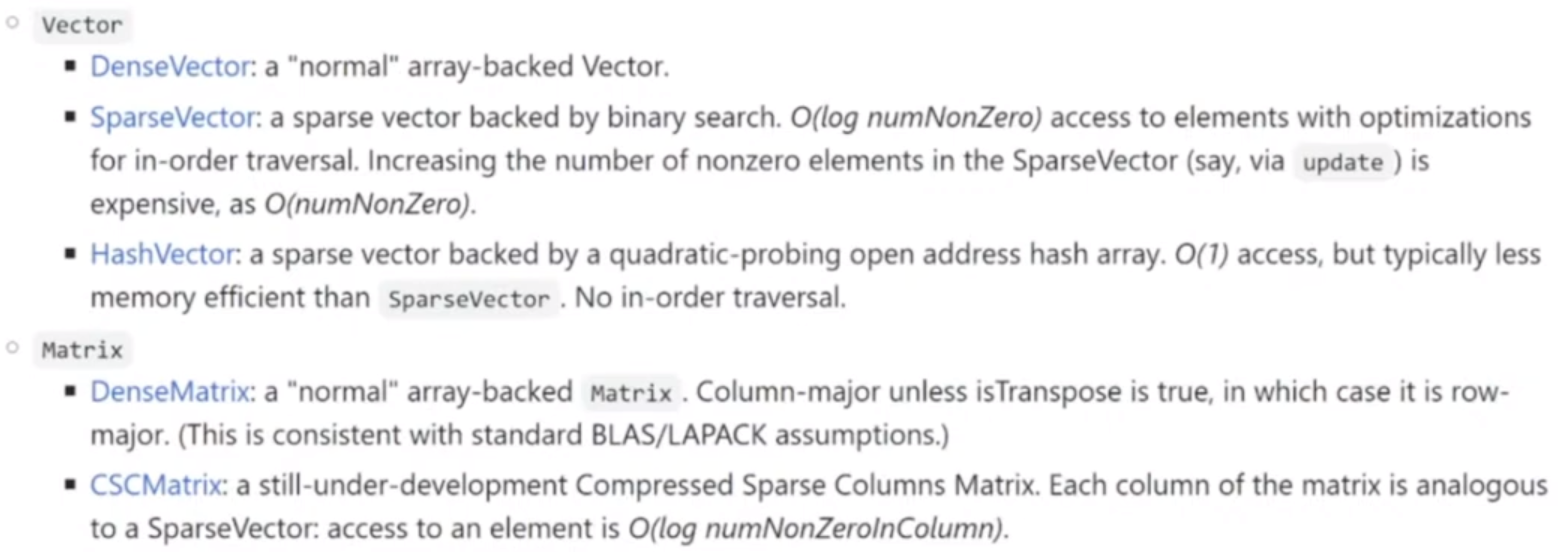 Vector
DenseVector: a "normal" array-backed Vector.
SparseVector: a sparse vector backed by binary search. O(log numNonZero) access to elements with optimizations
for in-order traversal. Increasing the number of nonzero elements in the SparseVector (say, via update ) is
expensive, as O(numNonZero).
HashVector: a sparse vector backed by a quadratic-probing open address hash array. O(1) access, but typically less
memory efficient than SparseVector . No in-order traversal.
Matrix
DenseMatrix: a "normal" array-backed Matrix . Column-major unless isTranspose is true, in which case it is row-
major. (This is consistent with standard BLAS/LAPACK assumptions.)
CSCMatrix: a still-under-development Compressed Sparse Columns Matrix. Each column of the matrix is analogous
to a SparseVector: access to an element is O(log numNonZeroInColumn).